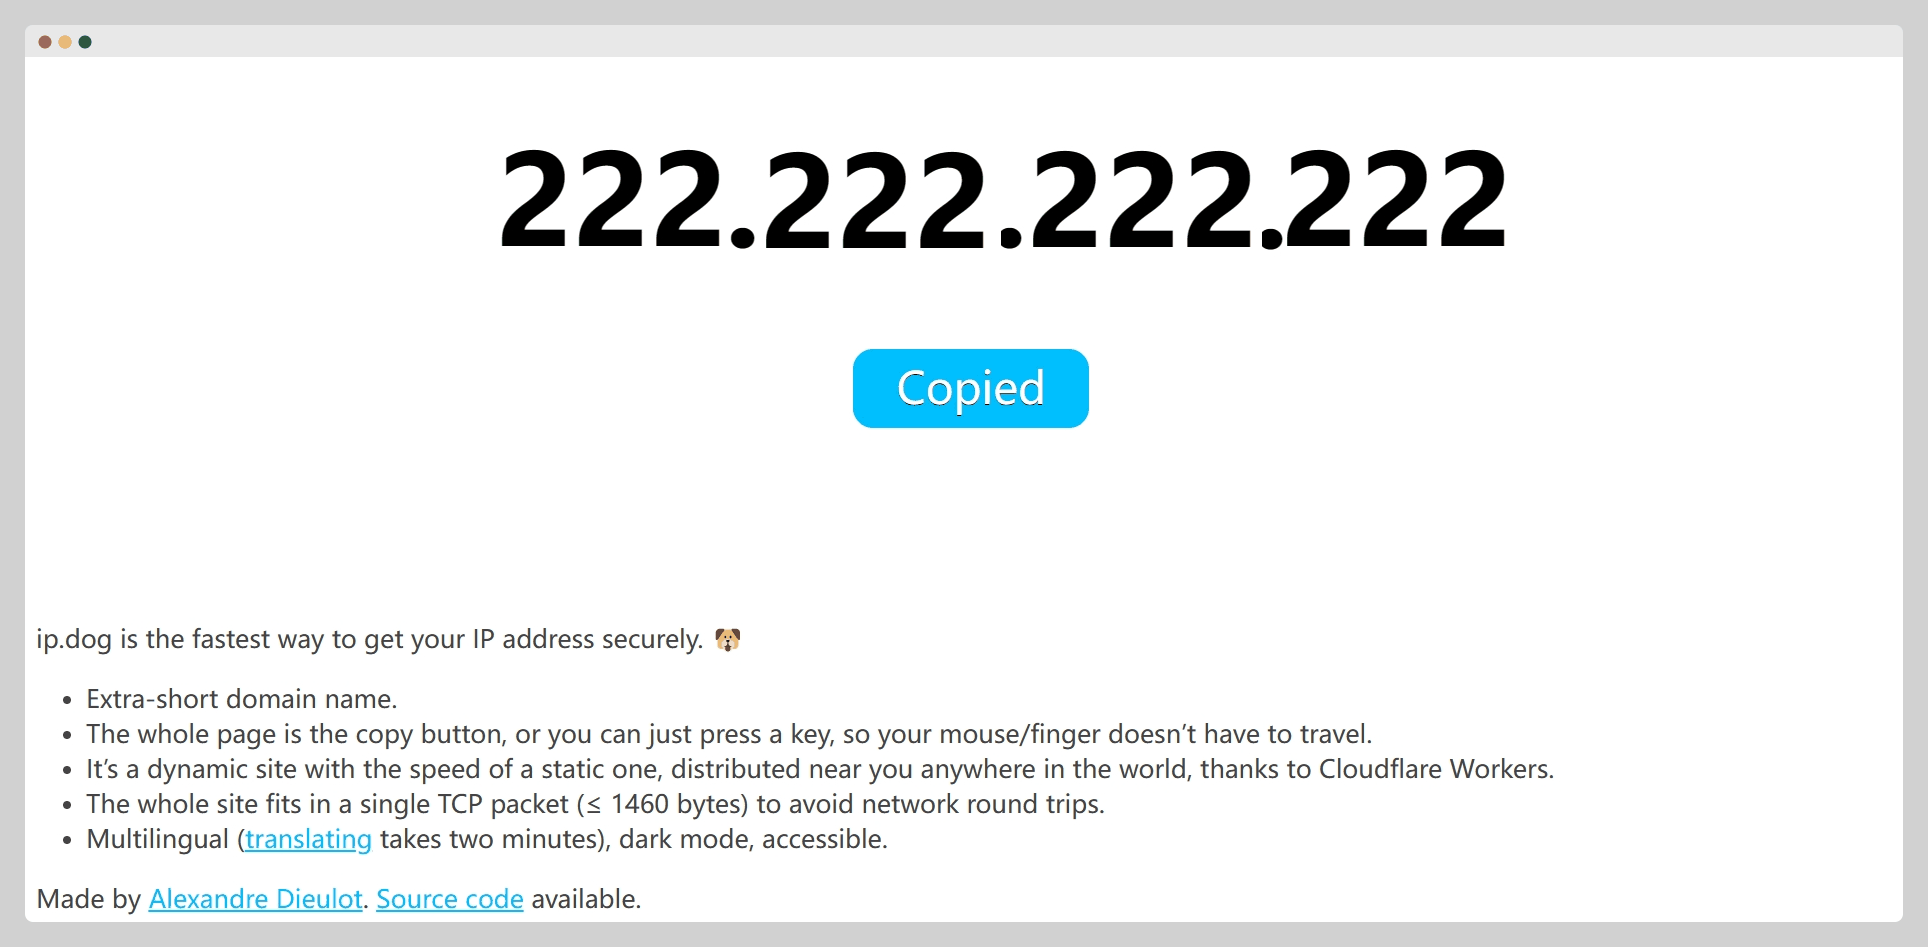 222.222.222.222
Copied
ip.dog is the fastest way to get your IP address securely. 🐶
• Extra-short domain name.
• The whole page is the copy button, or you can just press a key, so your mouse/finger doesn’t have to travel.
• It’s a dynamic site with the speed of a static one, distributed near you anywhere in the world, thanks to Cloudflare Workers.
• The whole site fits in a single TCP packet (≤ 1460 bytes) to avoid network round trips.
• Multilingual (translating takes two minutes), dark mode, accessible.
Made by Alexandre Dieulot. Source code available.